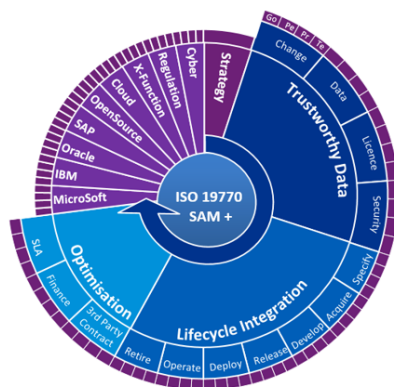 Go
Pe
Pr
Te
Change
Data
Licence
Security
Trustworthy Data
Specify
Acquire
Develop
Release
Deploy
Operate
Retire
Lifecycle Integration
3rd Party
Contract
Finance
SLA
Optimisation
MicroSoft
IBM
Oracle
SAP
OpenSource
Cloud
X-Function
Regulation
Cyber
Strategy
ISO 19770
SAM +